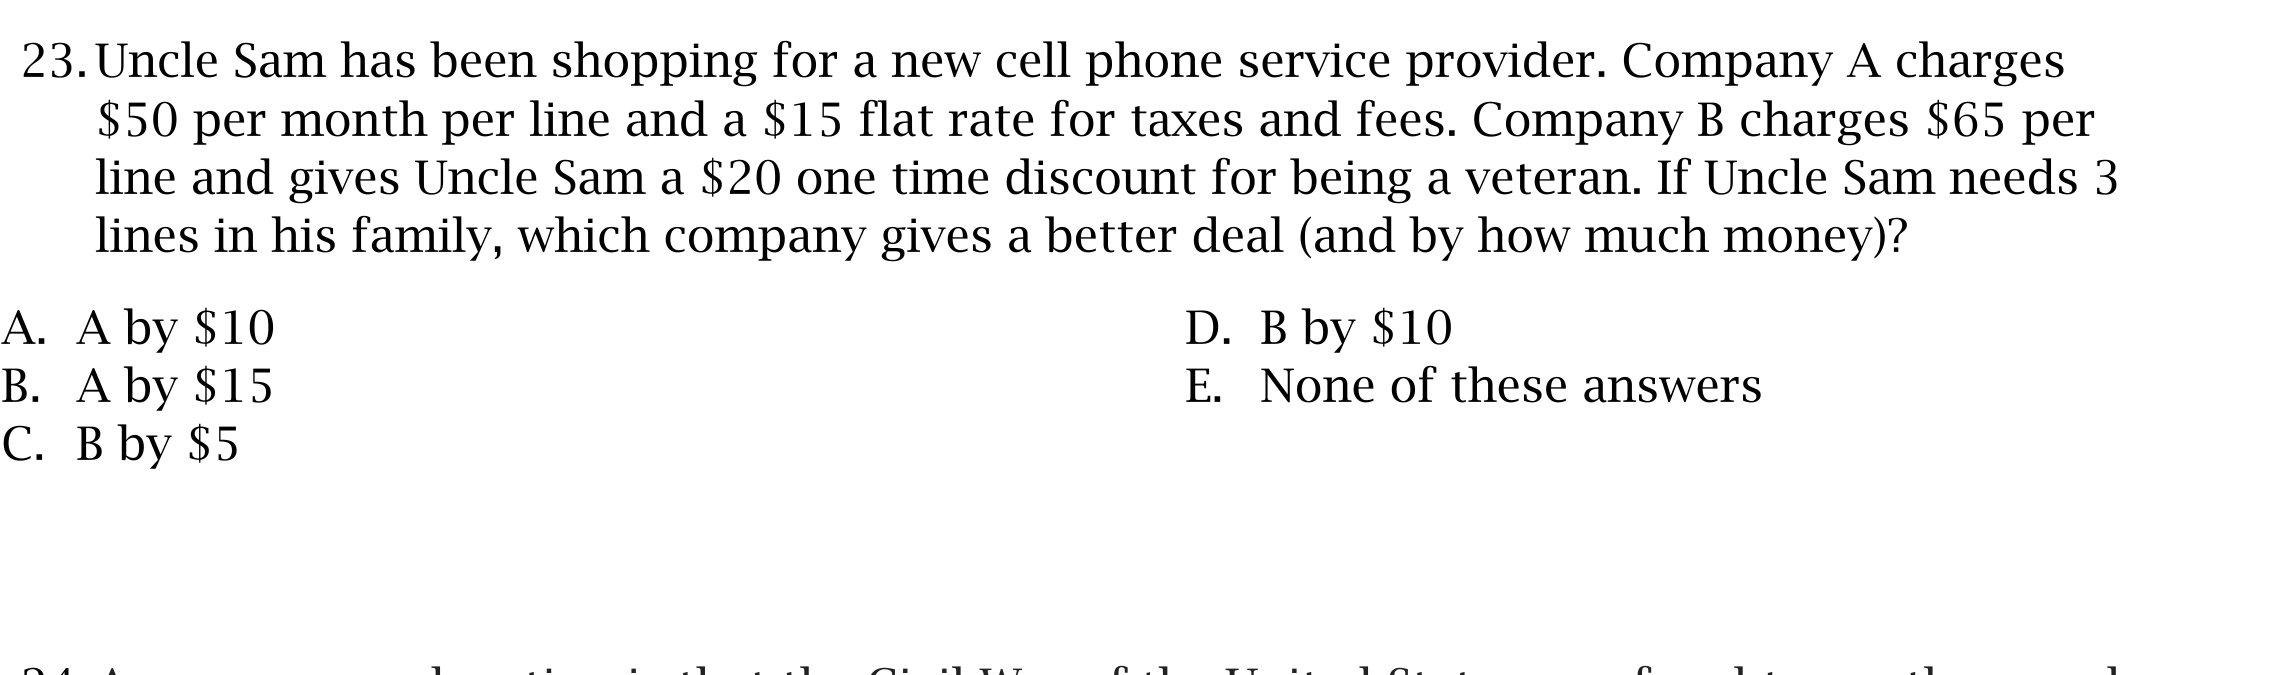 23. Uncle Sam has been shopping for a new cell phone service provider. Company A charges
$50 per month per line and a $15 flat rate for taxes and fees. Company B charges $65 per
line and gives Uncle Sam a $20 one time discount for being a veteran. If Uncle Sam needs 3
lines in his family, which company gives a better deal (and by how much money)?
A. A by $10
B. A by $15
C. B by $5
D. B by $10
E. None of these answers